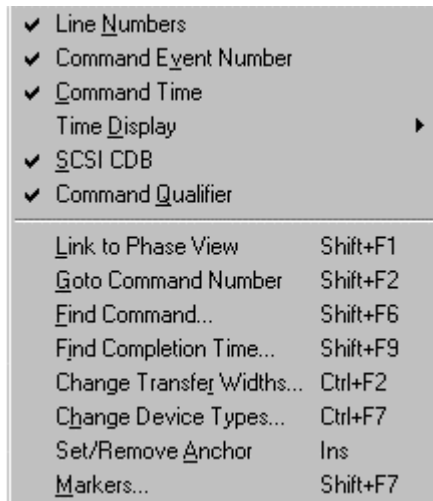 Line Numbers
Command Event Number
Command Time
Time Display
SCSI CDB
Command Qualifier
Link to Phase View Shift+F1
Goto Command Number Shift+F2
Find Command... Shift+F6
Find Completion Time... Shift+F9
Change Transfer Widths... Ctrl+F2
Change Device Types... Ctrl+F7
Set/Remove Anchor Ins
Markers... Shift+F7